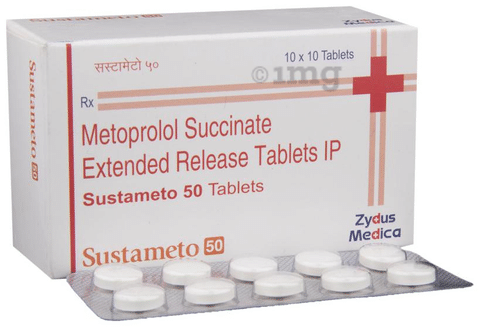 सस्टामेटो ५०
10 x 10 Tablets
©1mg
Rx
Metoprolol Succinate
Extended Release Tablets IP
Sustameto 50 Tablets
Zydus
Medica
Sustameto 50
Sustameto 50